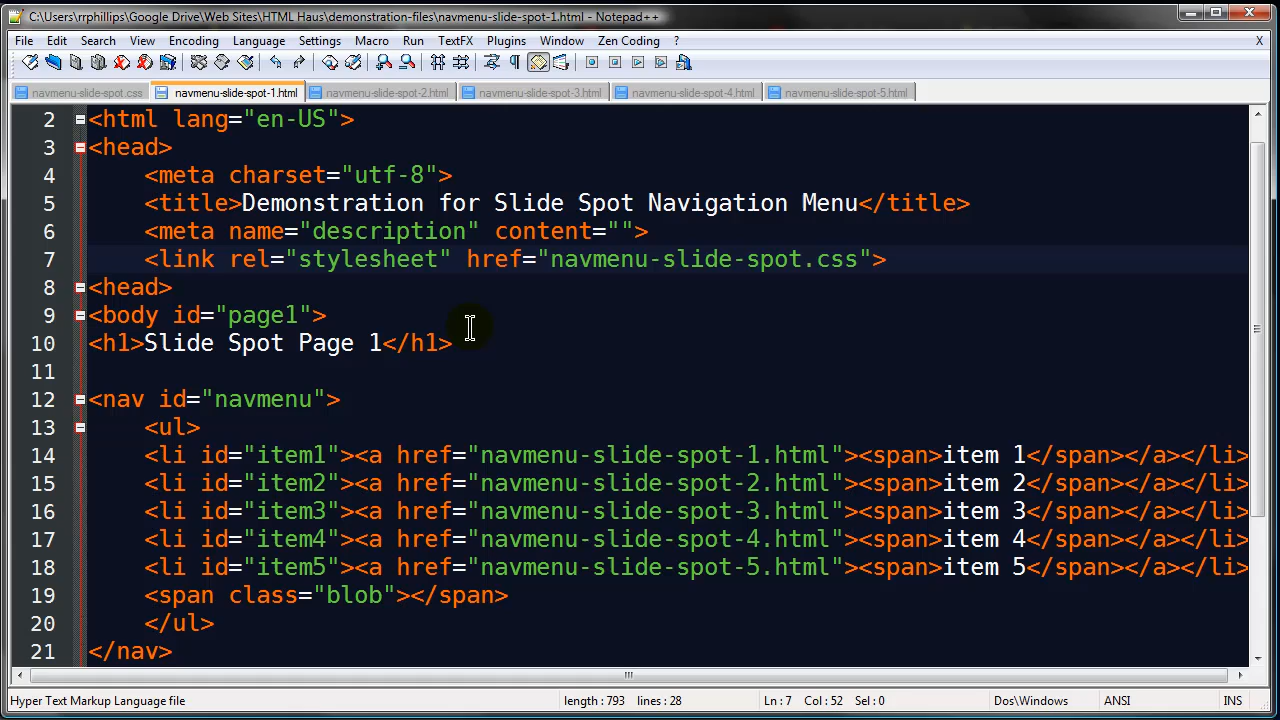 C:\Users\rrphillips\Google Drive\Web Sites\HTML Haus\demonstration-files\navmenu-slide-spot-1.html - Notepad++
File Edit Search View Encoding Language Settings Macro Run TextFX Plugins Window Zen Coding ? X
navmenu-slide-spot.css navmenu-slide-spot-1.html navmenu-slide-spot-2.html navmenu-slide-spot-3.html navmenu-slide-spot-4.html navmenu-slide-spot-5.html
2 <html lang="en-US">
3 <head>
4 <meta charset="utf-8">
5 <title>Demonstration for Slide Spot Navigation Menu</title>
6 <meta name="description" content="">
7 <link rel="stylesheet" href="navmenu-slide-spot.css">
8 <head>
9 <body id="page1">
10 <h1>Slide Spot Page 1</h1>
11
12 <nav id="navmenu">
13 <ul>
14 <li id="item1"><a href="navmenu-slide-spot-1.html"><span>item 1</span></a></li>
15 <li id="item2"><a href="navmenu-slide-spot-2.html"><span>item 2</span></a></li>
16 <li id="item3"><a href="navmenu-slide-spot-3.html"><span>item 3</span></a></li>
17 <li id="item4"><a href="navmenu-slide-spot-4.html"><span>item 4</span></a></li>
18 <li id="item5"><a href="navmenu-slide-spot-5.html"><span>item 5</span></a></li>
19 <span class="blob"></span>
20 </ul>
21 </nav>
Hyper Text Markup Language file length : 793 lines : 28 Ln : 7 Col : 52 Sel : 0 Dos\Windows ANSI INS